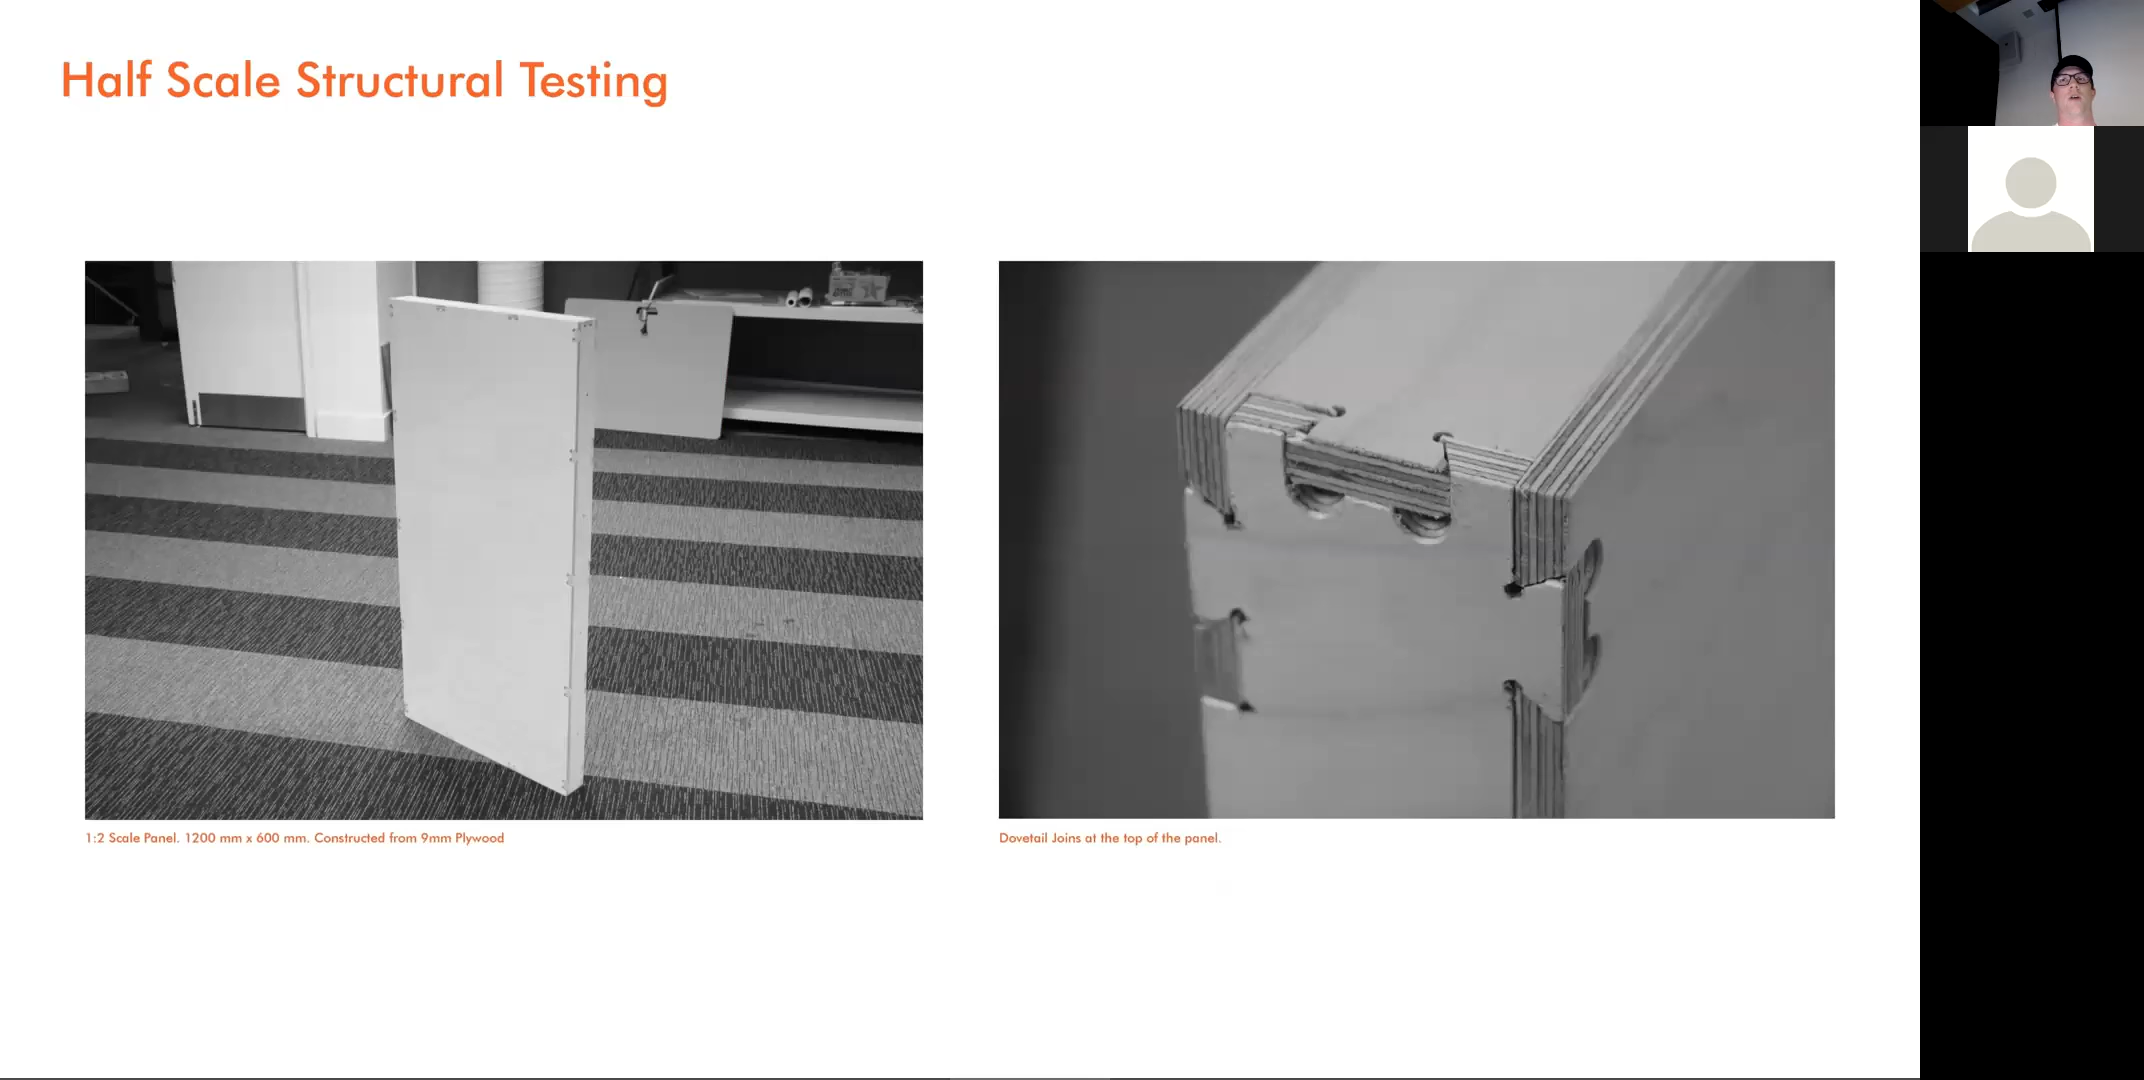 Half Scale Structural Testing
1:2 Scale Panel. 1200 mm x 600 mm. Constructed from 9mm Plywood
Dovetail Joins at the top of the panel.